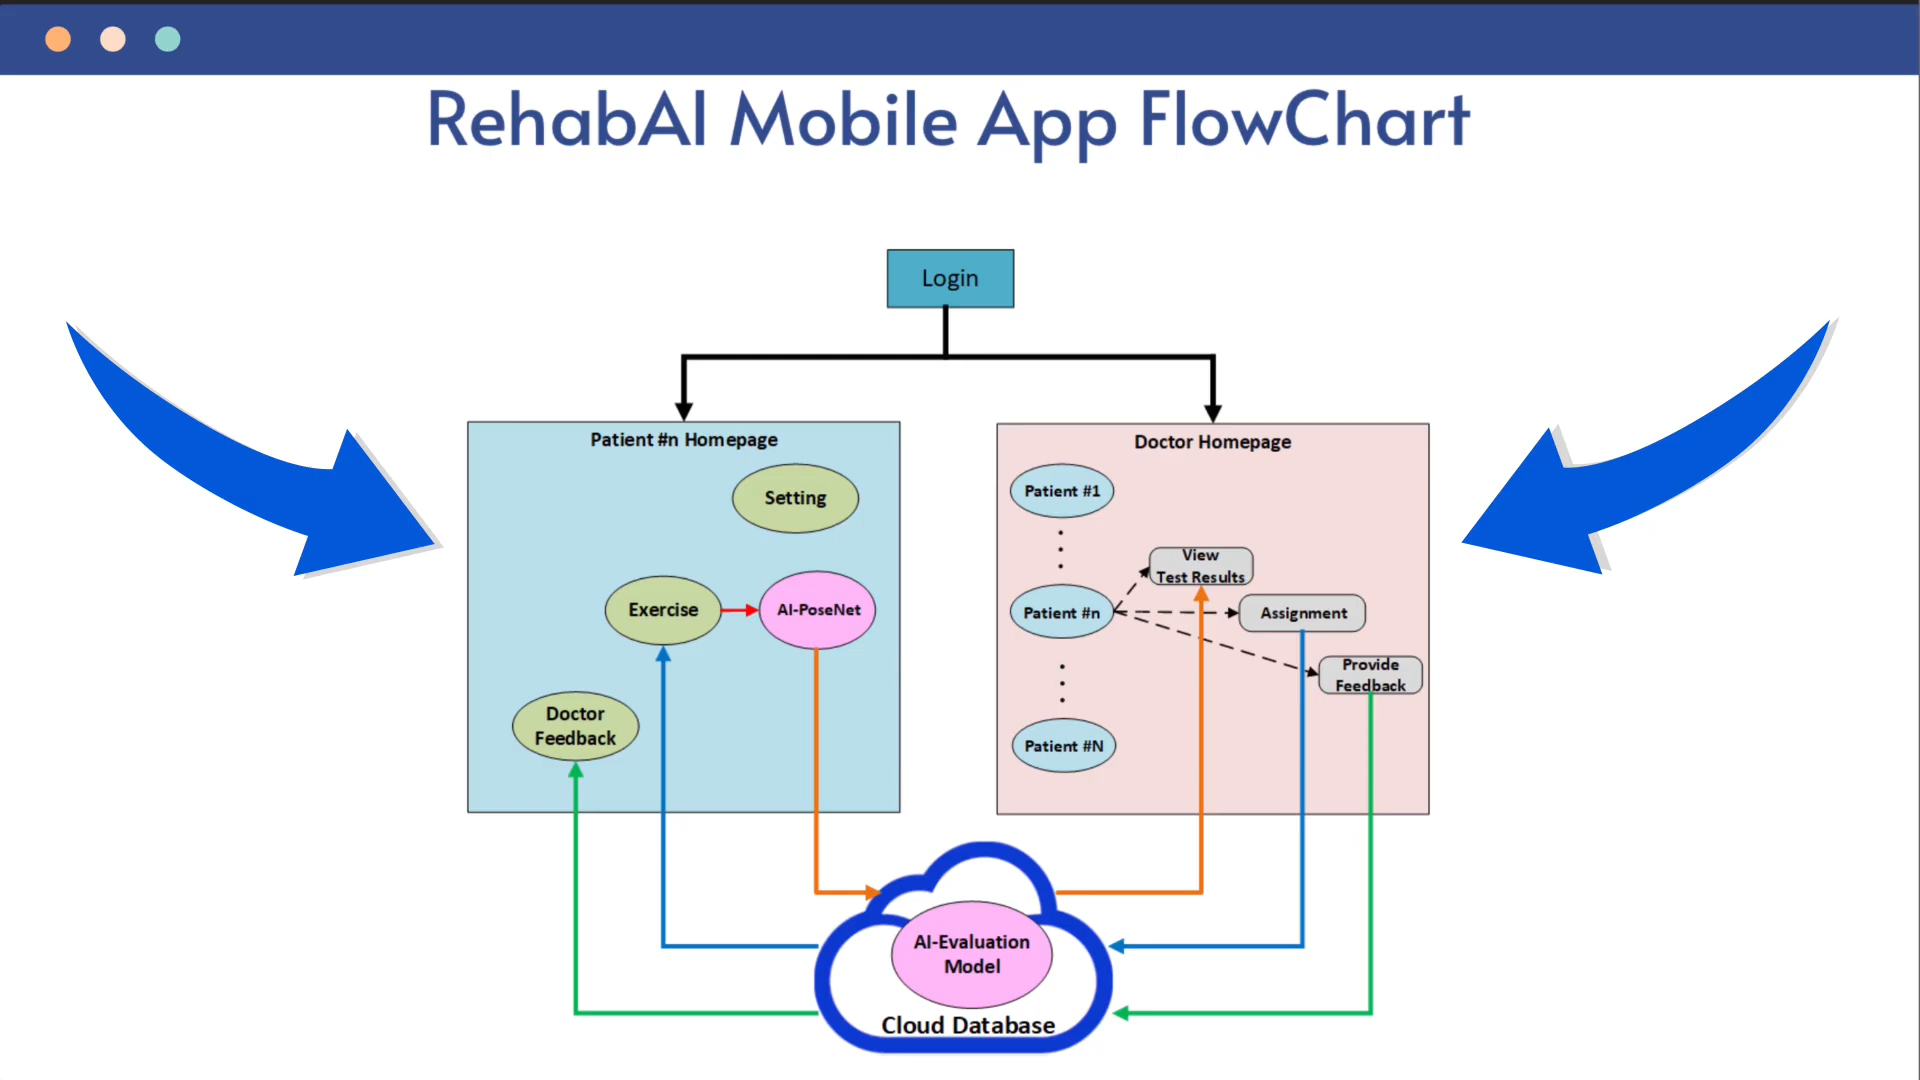 RehabAI Mobile App FlowChart
Login
Patient #n Homepage
Setting
Exercise
AI-PoseNet
Doctor
Feedback
Doctor Homepage
Patient #1
View
Test Results
Patient #n
Assignment
Provide
Feedback
Patient #N
AI-Evaluation
Model
Cloud Database